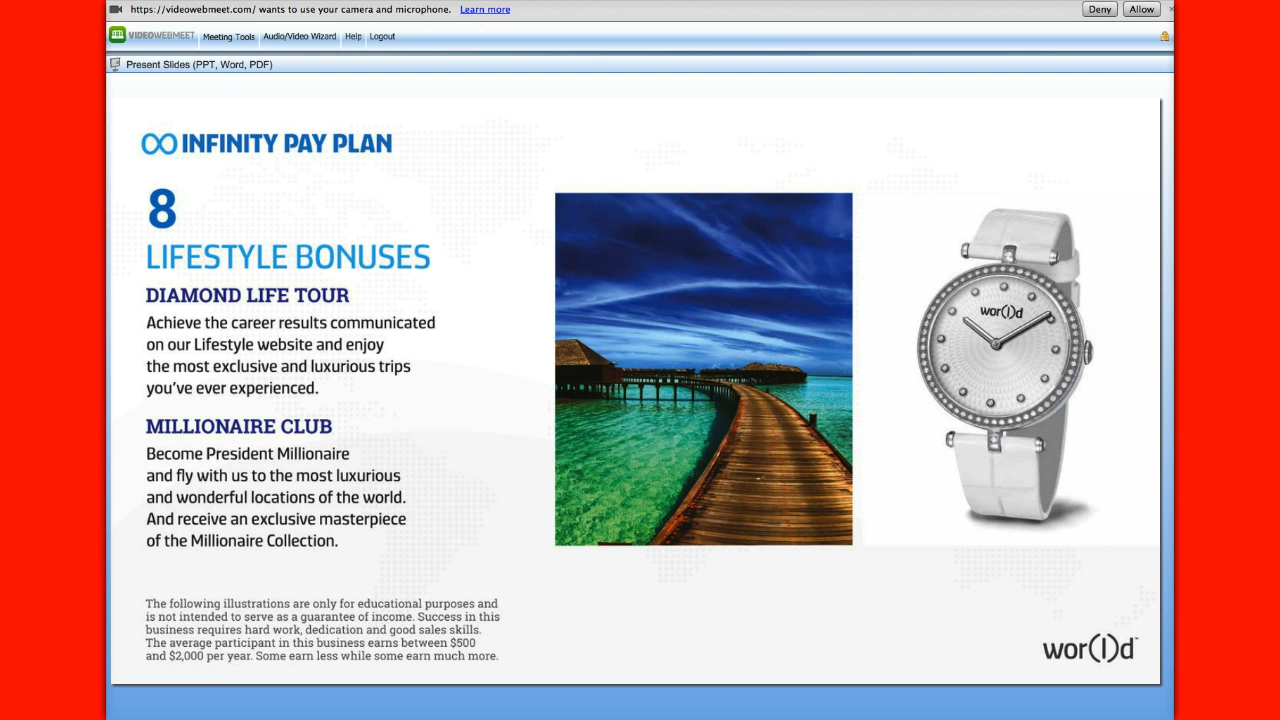 https://videowebmeet.com/ wants to use your camera and microphone. Learn more Deny Allow
VIDEOWEBMEET Meeting Tools Audio/Video Wizard Help Logout
Present Slides (PPT, Word, PDF)
INFINITY PAY PLAN
8
LIFESTYLE BONUSES
DIAMOND LIFE TOUR
Achieve the career results communicated
on our Lifestyle website and enjoy
the most exclusive and luxurious trips
you've ever experienced.
MILLIONAIRE CLUB
Become President Millionaire
and fly with us to the most luxurious
and wonderful locations of the world.
And receive an exclusive masterpiece
of the Millionaire Collection.
wor(l)d
The following illustrations are only for educational purposes and
is not intended to serve as a guarantee of income. Success in this
business requires hard work, dedication and good sales skills.
The average participant in this business earns between $500
and $2,000 per year. Some earn less while some earn much more.
wor(l)d™